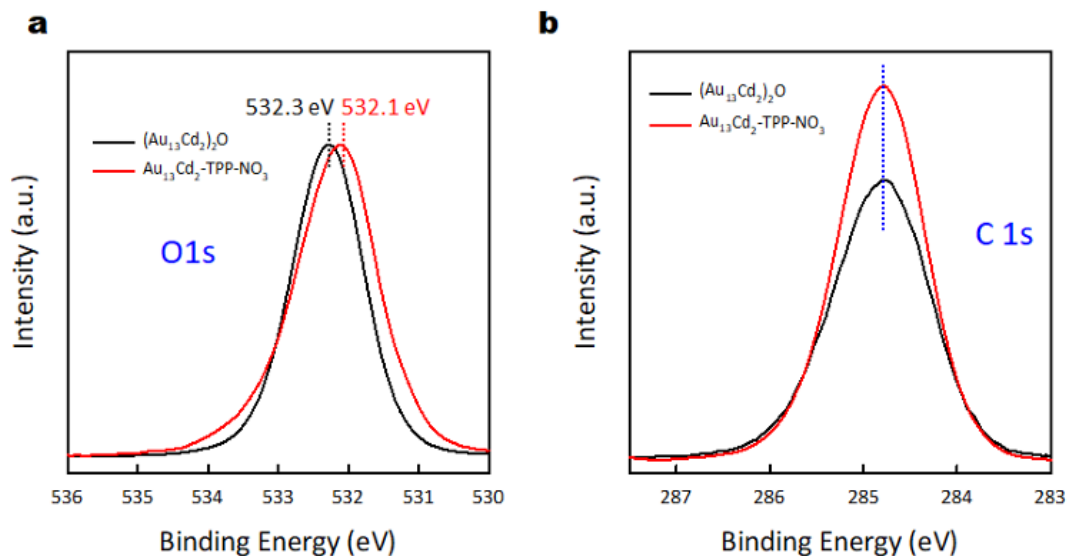 a
532.3 eV 532.1 eV
(Au₁₃Cd₂)₂O
Au₁₃Cd₂-TPP-NO₃
O1s
Intensity (a.u.)
536 535 534 533 532 531 530
Binding Energy (eV)
b
(Au₁₃Cd₂)₂O
Au₁₃Cd₂-TPP-NO₃
C 1s
Intensity (a.u.)
287 286 285 284 283
Binding Energy (eV)